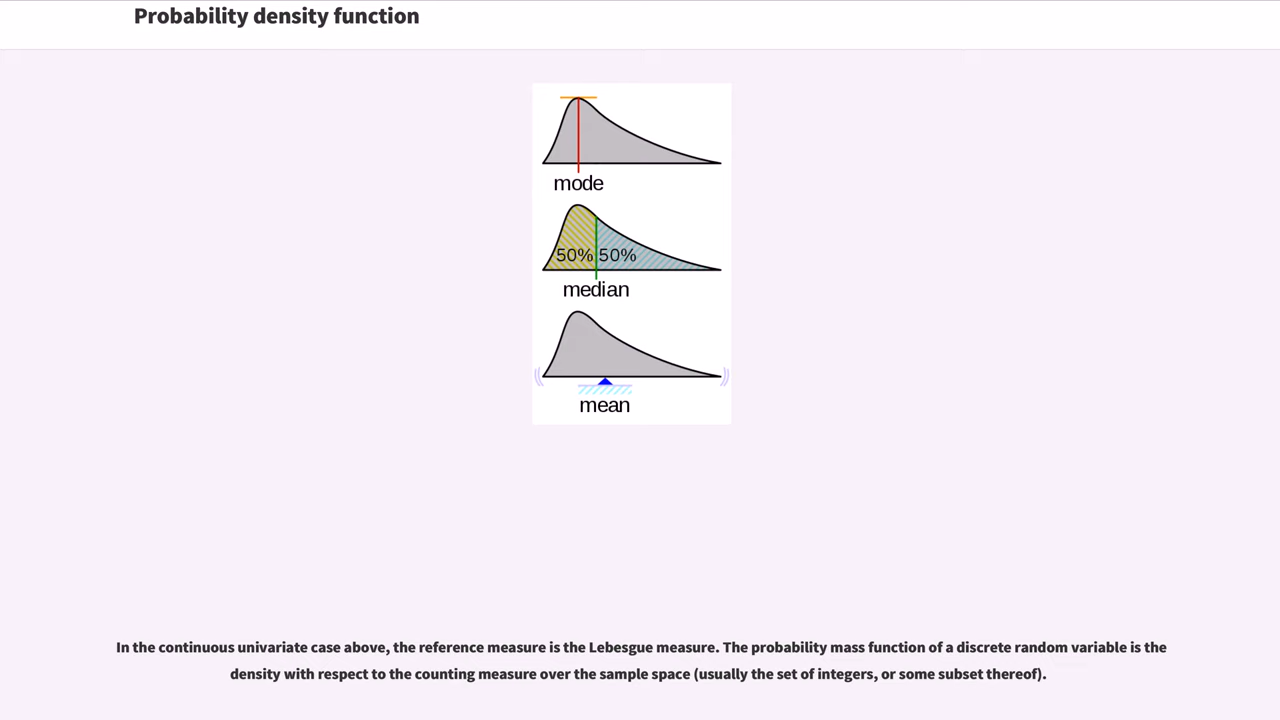 Probability density function
mode
50% 50%
median
mean
In the continuous univariate case above, the reference measure is the Lebesgue measure. The probability mass function of a discrete random variable is the
density with respect to the counting measure over the sample space (usually the set of integers, or some subset thereof).